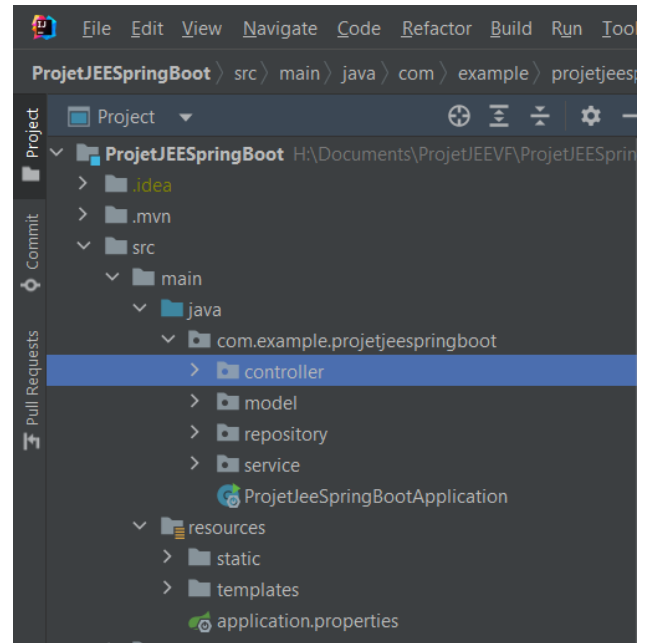 File Edit View Navigate Code Refactor Build Run
ProjetJEESpringBoot src main java com example
Project
Project
Commit
Pull Requests
ProjetJEESpringBoot H:\Documents\ProjetJEEVF\ProjetJEESprin
.idea
.mvn
src
main
java
com.example.projetjeespringboot
controller
model
repository
service
ProjetJeeSpringBootApplication
resources
static
templates
application.properties